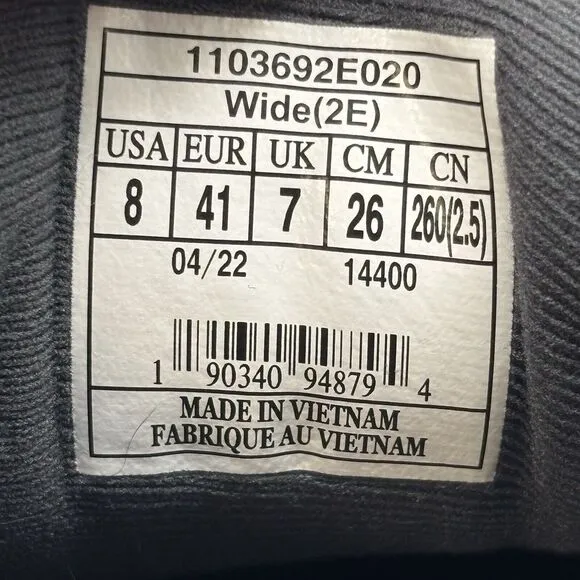 1103692E020
Wide(2E)
USA EUR UK CM CN
8 41 7 26 260(2.5)
04/22 14400
1 90340 94879 4
MADE IN VIETNAM
FABRIQUE AU VIETNAM